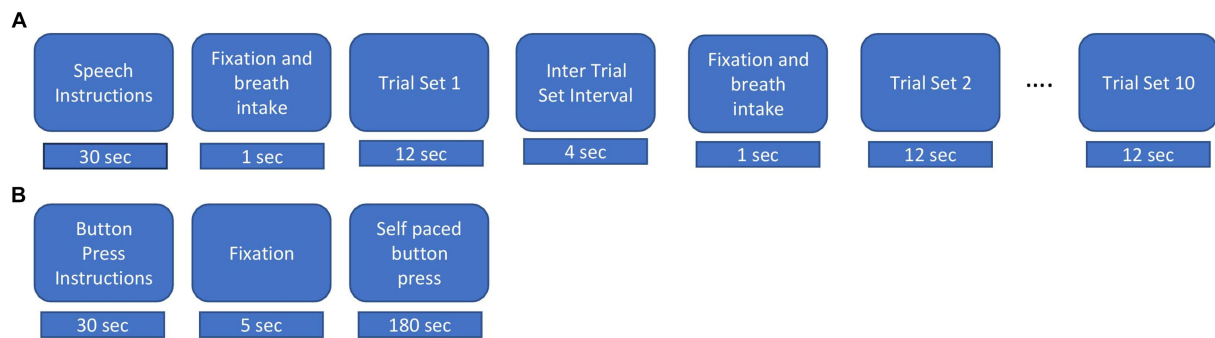 A
Speech
Instructions
30 sec
Fixation and
breath
intake
1 sec
Trial Set 1
12 sec
Inter Trial
Set Interval
4 sec
Fixation and
breath
intake
1 sec
Trial Set 2
12 sec
....
Trial Set 10
12 sec
B
Button
Press
Instructions
30 sec
Fixation
5 sec
Self paced
button
press
180 sec